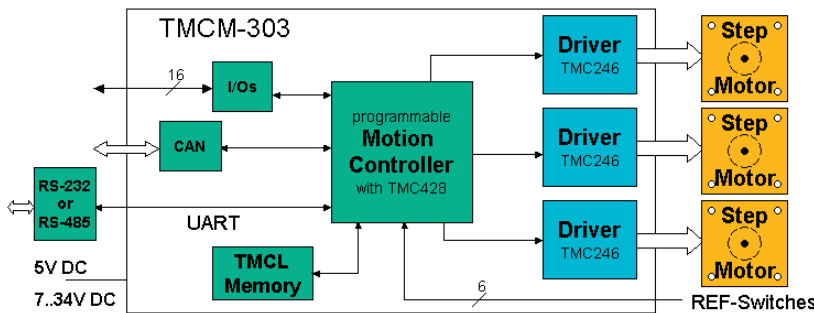 TMCM-303
16
I/Os
CAN
RS-232
or
RS-485
UART
5V DC
7..34V DC
TMCL
Memory
programmable
Motion
Controller
with TMC428
Driver
TMC246
Step
Motor
Driver
TMC246
Step
Motor
Driver
TMC246
Step
Motor
6
REF-Switches